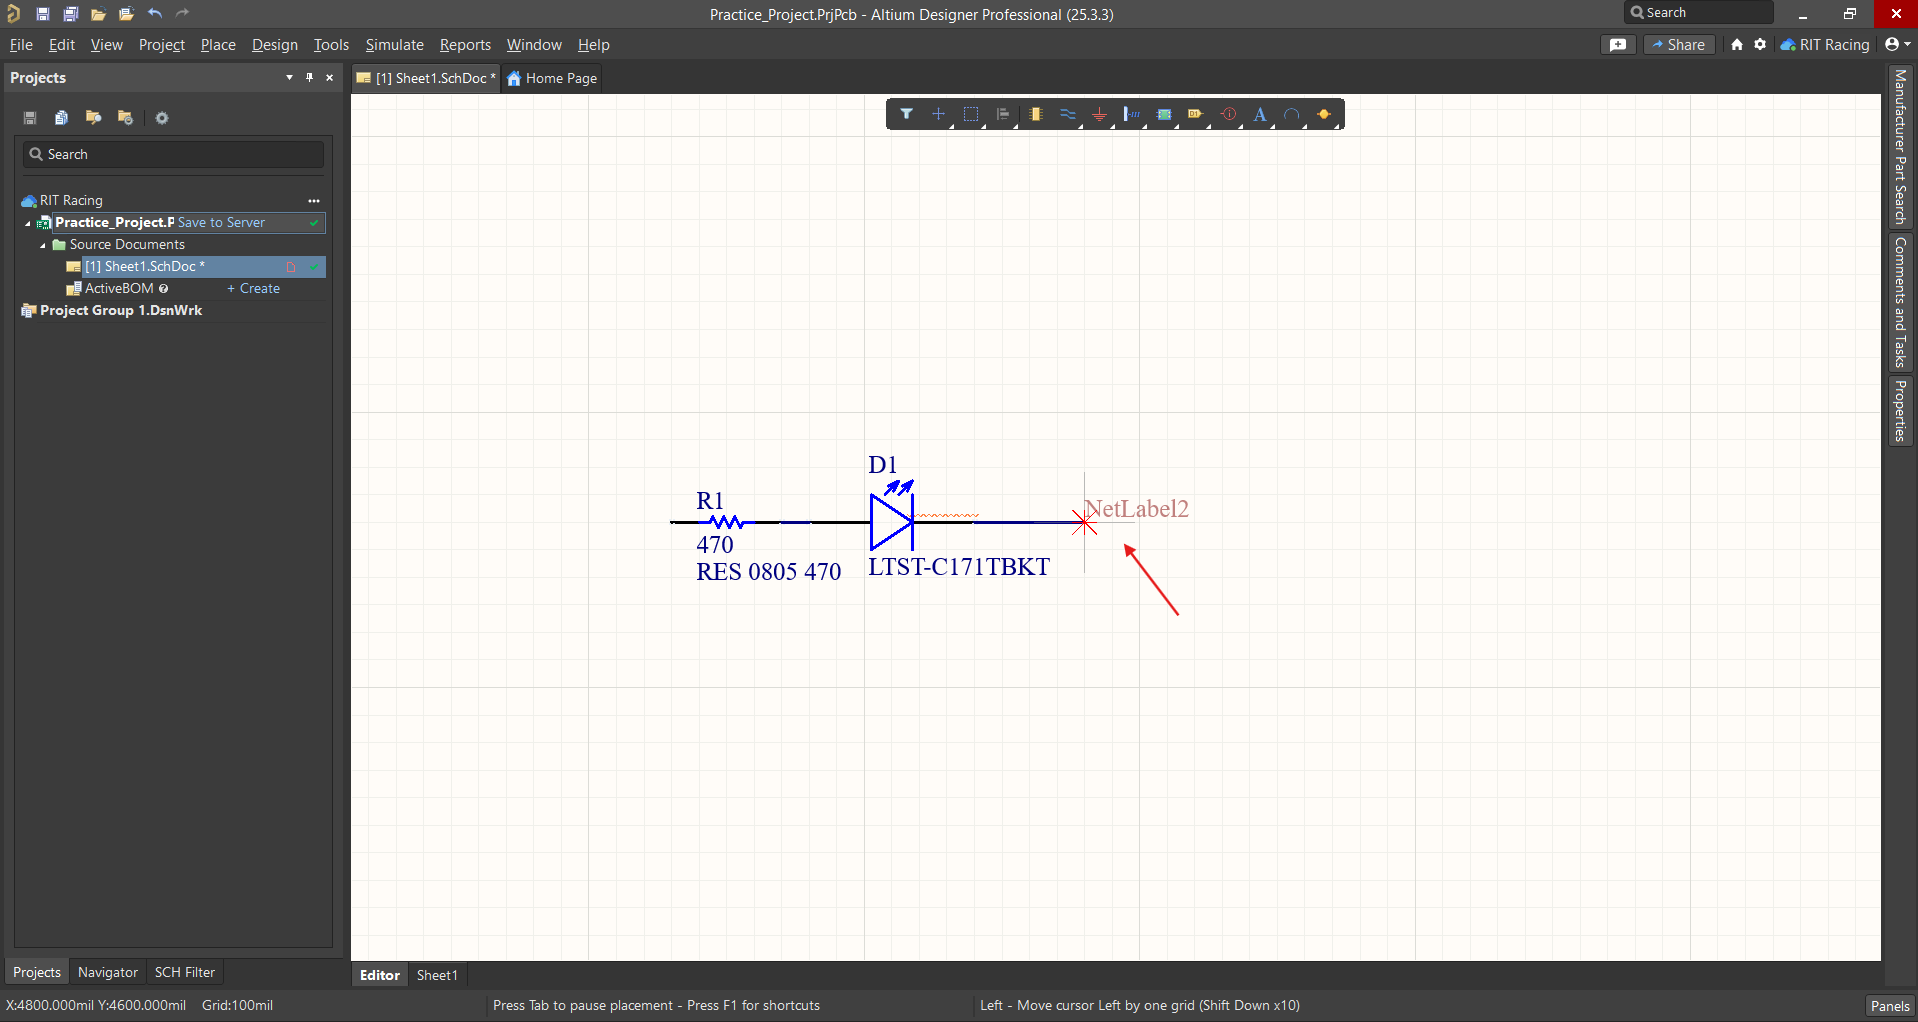 Practice_Project.PrjPcb - Altium Designer Professional (25.3.3)
Search
File Edit View Project Place Design Tools Simulate Reports Window Help
Share
RIT Racing
Projects
[1] Sheet1.SchDoc *
Home Page
Search
RIT Racing
Practice_Project.P Save to Server
Source Documents
[1] Sheet1.SchDoc *
ActiveBOM
+ Create
Project Group 1.DsnWrk
D1
R1
NetLabel2
470
RES 0805 470
LTST-C171TBKT
Manufacturer Part Search
Comments and Tasks
Properties
Projects Navigator SCH Filter
Editor Sheet1
X:4800.000mil Y:4600.000mil Grid:100mil
Press Tab to pause placement - Press F1 for shortcuts
Left - Move cursor Left by one grid (Shift Down x10)
Panels